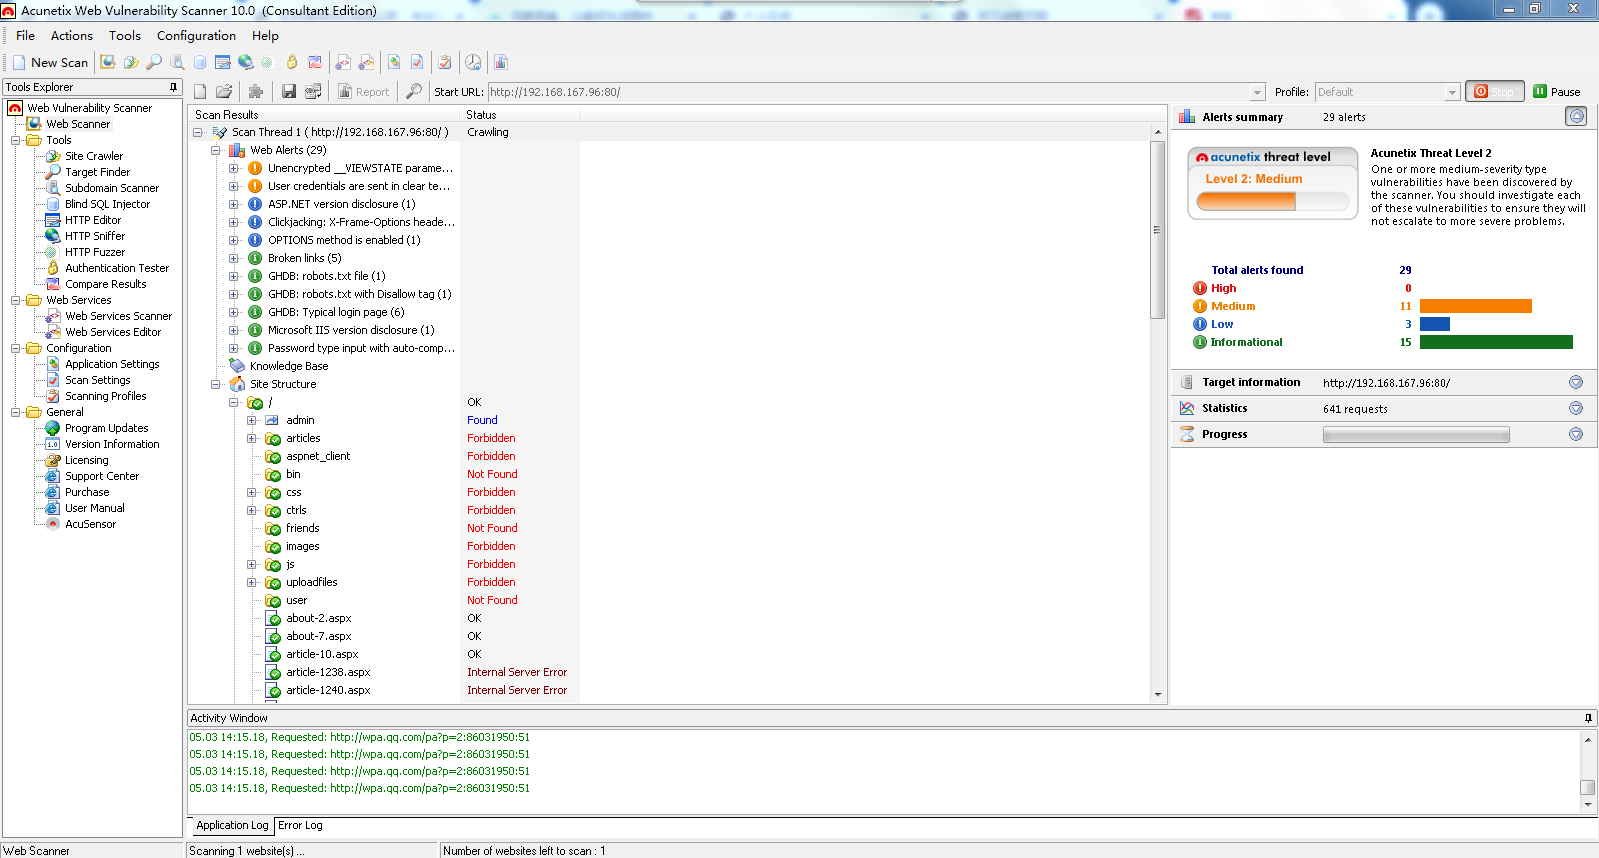 Acunetix Web Vulnerability Scanner 10.0 (Consultant Edition)
File Actions Tools Configuration Help
New Scan
Tools Explorer
Web Vulnerability Scanner
Web Scanner
Tools
Site Crawler
Target Finder
Subdomain Scanner
Blind SQL Injector
HTTP Editor
HTTP Sniffer
HTTP Fuzzer
Authentication Tester
Compare Results
Web Services
Web Services Scanner
Web Services Editor
Configuration
Application Settings
Scan Settings
Scanning Profiles
General
Program Updates
1.0 Version Information
Licensing
Support Center
Purchase
User Manual
AcuSensor
Report Start URL: http://192.168.167.96:80/ Profile: Default Stop Pause
Scan Results Status
Scan Thread 1 ( http://192.168.167.96:80/ ) Crawling
Web Alerts (29)
Unencrypted __VIEWSTATE parame...
User credentials are sent in clear te...
ASP.NET version disclosure (1)
Clickjacking: X-Frame-Options heade...
OPTIONS method is enabled (1)
Broken links (5)
GHDB: robots.txt file (1)
GHDB: robots.txt with Disallow tag (1)
GHDB: Typical login page (6)
Microsoft IIS version disclosure (1)
Password type input with auto-comp...
Knowledge Base
Site Structure
/ OK
admin Found
articles Forbidden
aspnet_client Forbidden
bin Not Found
css Forbidden
ctrls Forbidden
friends Not Found
images Forbidden
js Forbidden
uploadfiles Forbidden
user Not Found
about-2.aspx OK
about-7.aspx OK
article-10.aspx OK
article-1238.aspx Internal Server Error
article-1240.aspx Internal Server Error
Alerts summary 29 alerts
acunetix threat level
Level 2: Medium
Acunetix Threat Level 2
One or more medium-severity type
vulnerabilities have been discovered by
the scanner. You should investigate each
of these vulnerabilities to ensure they will
not escalate to more severe problems.
Total alerts found 29
High 0
Medium 11
Low 3
Informational 15
Target information http://192.168.167.96:80/
Statistics 641 requests
Progress
Activity Window
05.03 14:15.18, Requested: http://wpa.qq.com/pa?p=2:86031950:51
05.03 14:15.18, Requested: http://wpa.qq.com/pa?p=2:86031950:51
05.03 14:15.18, Requested: http://wpa.qq.com/pa?p=2:86031950:51
05.03 14:15.18, Requested: http://wpa.qq.com/pa?p=2:86031950:51
Application Log Error Log
Web Scanner Scanning 1 website(s) ... Number of websites left to scan : 1